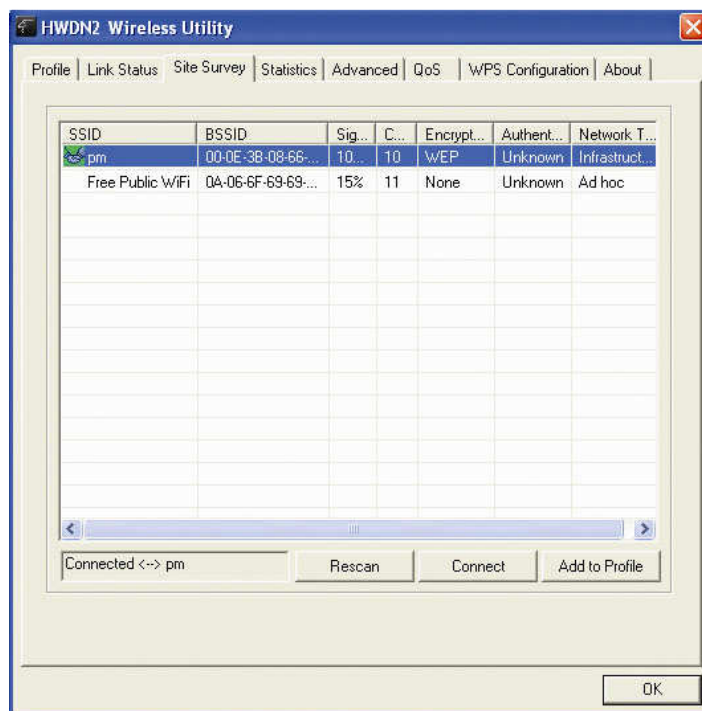 HWDN2 Wireless Utility
Profile Link Status Site Survey Statistics Advanced QoS WPS Configuration About
SSID BSSID Sig... C... Encrypt... Authent... Network T...
pm 00-0E-3B-08-66-... 10... 10 WEP Unknown Infrastruct...
Free Public WiFi 0A-06-6F-69-69-... 15% 11 None Unknown Ad hoc
Connected <--> pm Rescan Connect Add to Profile
OK